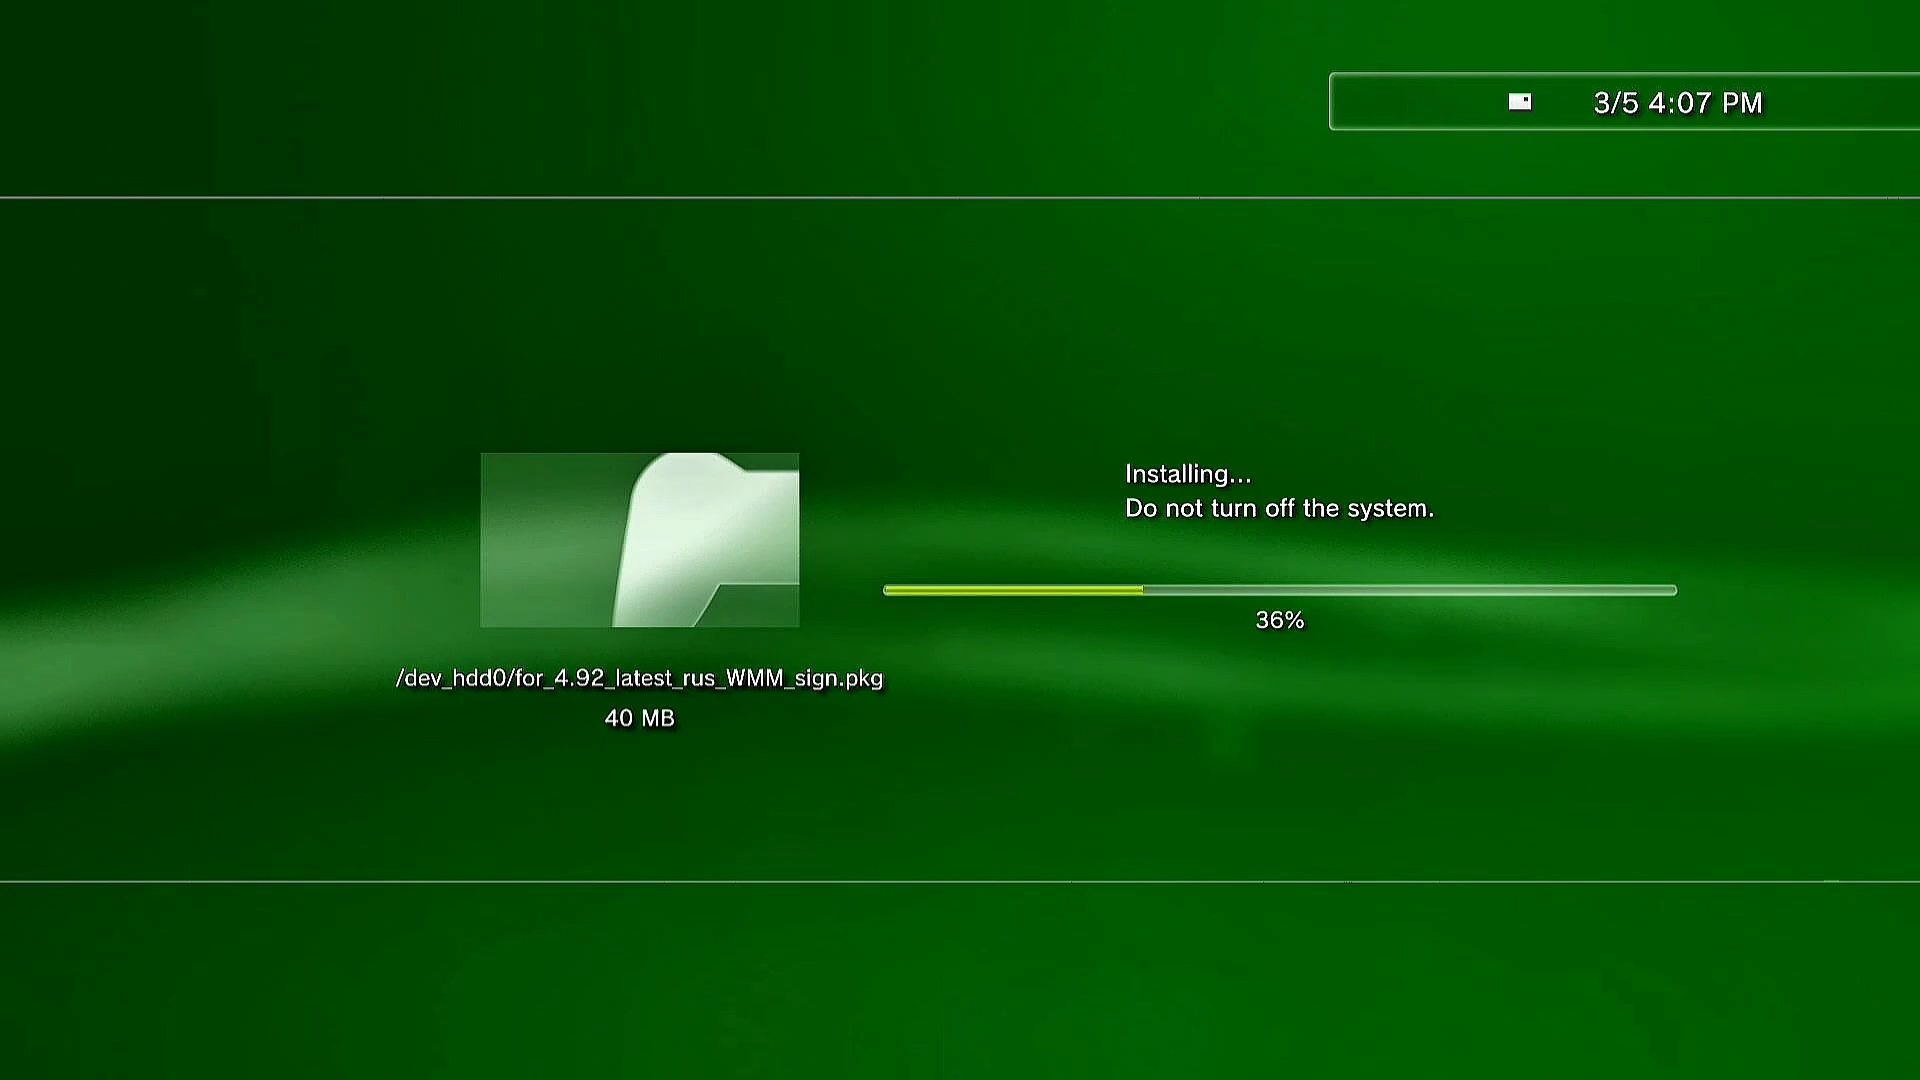 3/5 4:07 PM
Installing...
Do not turn off the system.
36%
/dev_hdd0/for_4.92_latest_rus_WMM_sign.pkg
40 MB